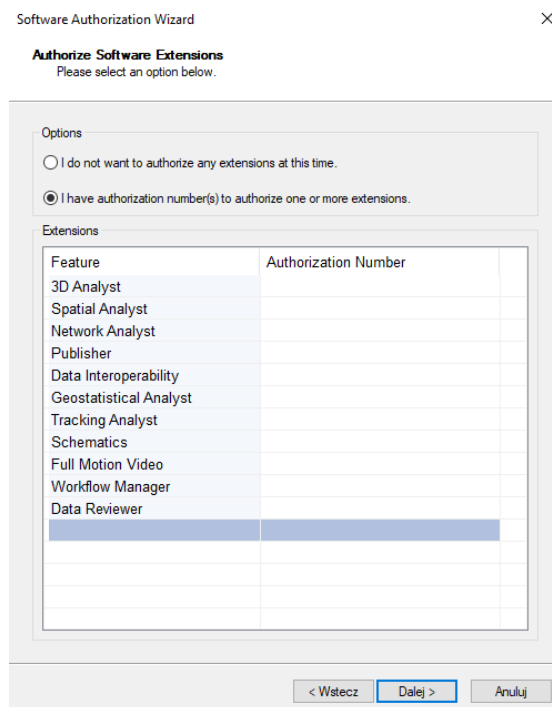 Software Authorization Wizard
Authorize Software Extensions
Please select an option below.
Options
I do not want to authorize any extensions at this time.
I have authorization number(s) to authorize one or more extensions.
Extensions
Feature Authorization Number
3D Analyst
Spatial Analyst
Network Analyst
Publisher
Data Interoperability
Geostatistical Analyst
Tracking Analyst
Schematics
Full Motion Video
Workflow Manager
Data Reviewer
< Wstecz Dalej > Anuluj